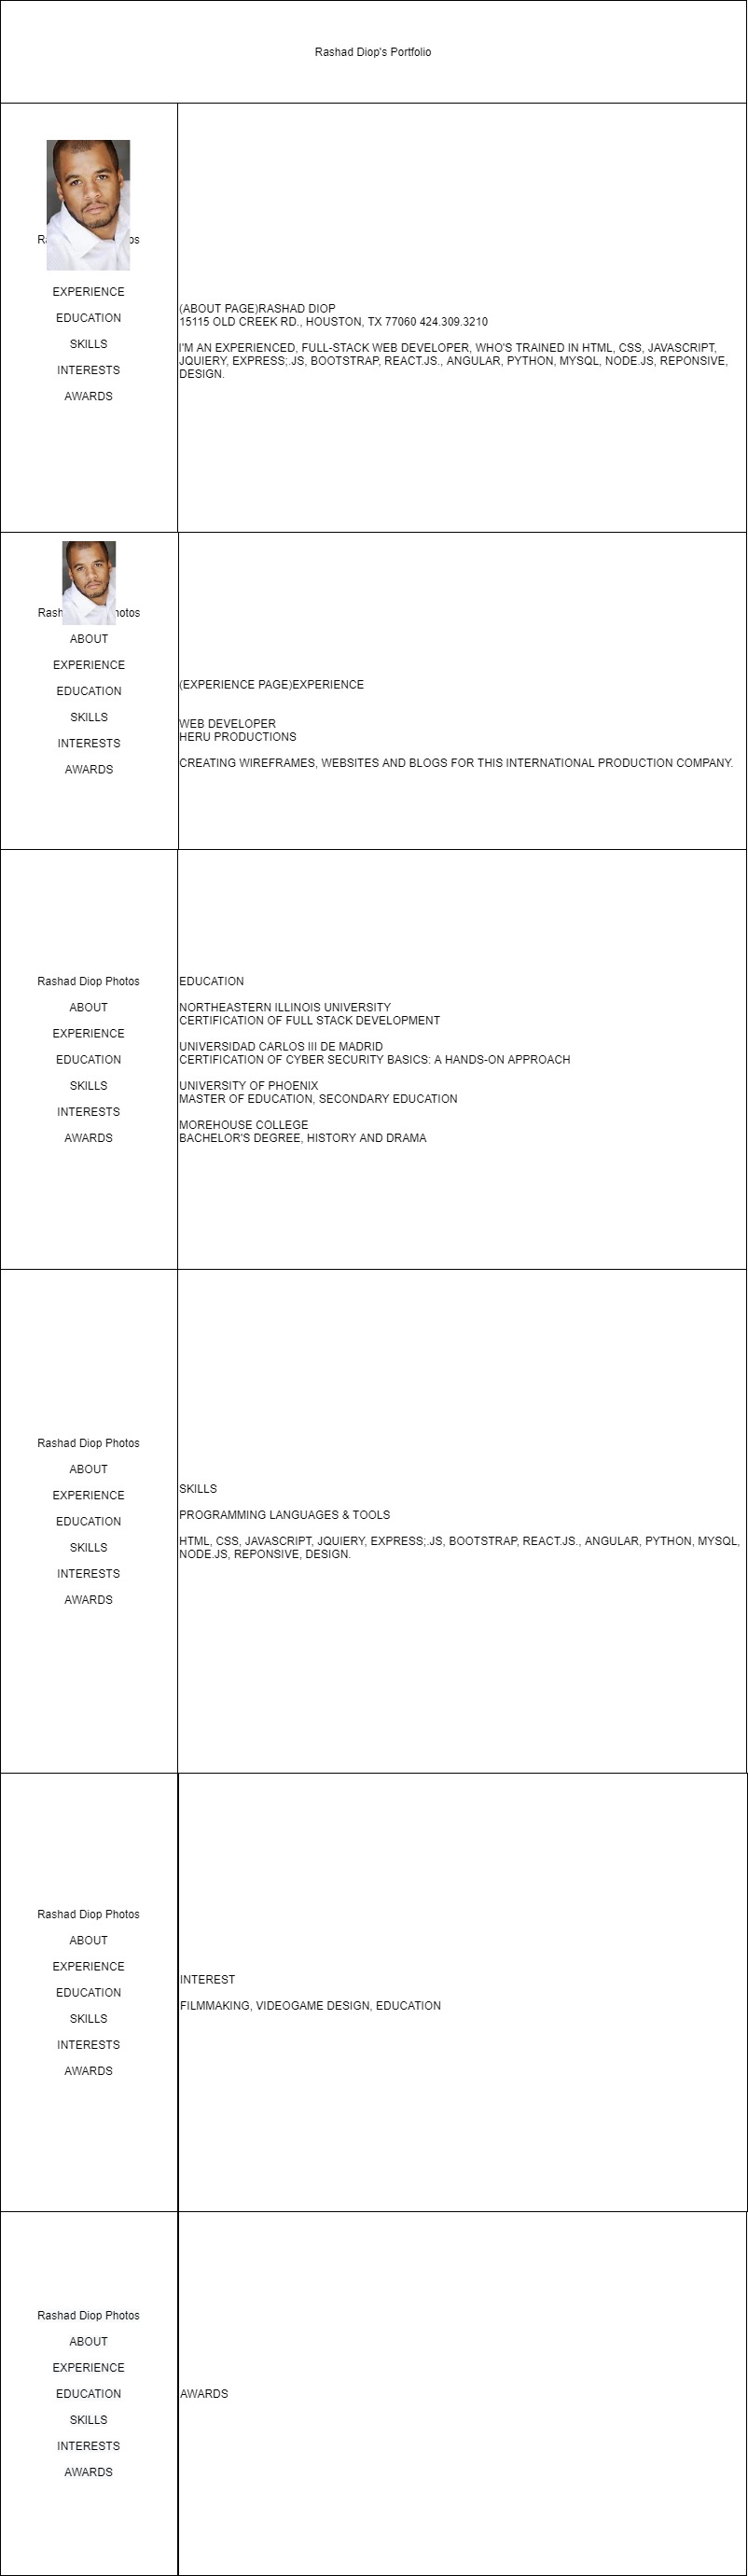 Rashad Diop's Portfolio
EXPERIENCE
EDUCATION
SKILLS
INTERESTS
AWARDS
(ABOUT PAGE)RASHAD DIOP
15115 OLD CREEK RD., HOUSTON, TX 77060 424.309.3210
I'M AN EXPERIENCED, FULL-STACK WEB DEVELOPER, WHO'S TRAINED IN HTML, CSS, JAVASCRIPT,
JQUIERY, EXPRESS;.JS, BOOTSTRAP, REACT.JS., ANGULAR, PYTHON, MYSQL, NODE.JS, REPONSIVE,
DESIGN.
ABOUT
EXPERIENCE
EDUCATION
SKILLS
INTERESTS
AWARDS
(EXPERIENCE PAGE)EXPERIENCE
WEB DEVELOPER
HERU PRODUCTIONS
CREATING WIREFRAMES, WEBSITES AND BLOGS FOR THIS INTERNATIONAL PRODUCTION COMPANY.
Rashad Diop Photos
ABOUT
EXPERIENCE
EDUCATION
SKILLS
INTERESTS
AWARDS
EDUCATION
NORTHEASTERN ILLINOIS UNIVERSITY
CERTIFICATION OF FULL STACK DEVELOPMENT
UNIVERSIDAD CARLOS III DE MADRID
CERTIFICATION OF CYBER SECURITY BASICS: A HANDS-ON APPROACH
UNIVERSITY OF PHOENIX
MASTER OF EDUCATION, SECONDARY EDUCATION
MOREHOUSE COLLEGE
BACHELOR'S DEGREE, HISTORY AND DRAMA
Rashad Diop Photos
ABOUT
EXPERIENCE
EDUCATION
SKILLS
INTERESTS
AWARDS
SKILLS
PROGRAMMING LANGUAGES & TOOLS
HTML, CSS, JAVASCRIPT, JQUIERY, EXPRESS;.JS, BOOTSTRAP, REACT.JS., ANGULAR, PYTHON, MYSQL,
NODE.JS, REPONSIVE, DESIGN.
Rashad Diop Photos
ABOUT
EXPERIENCE
EDUCATION
SKILLS
INTERESTS
AWARDS
INTEREST
FILMMAKING, VIDEOGAME DESIGN, EDUCATION
Rashad Diop Photos
ABOUT
EXPERIENCE
EDUCATION
SKILLS
INTERESTS
AWARDS
AWARDS